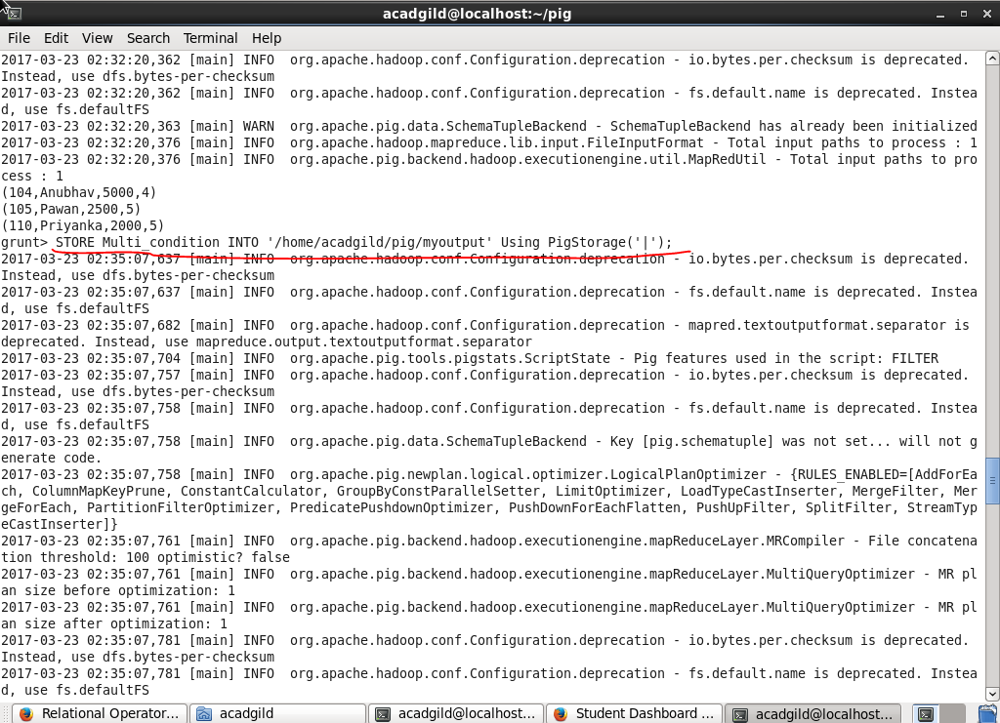 acadgild@localhost:~/pig
File Edit View Search Terminal Help
2017-03-23 02:32:20,362 [main] INFO  org.apache.hadoop.conf.Configuration.deprecation - io.bytes.per.checksum is deprecated.
Instead, use dfs.bytes-per-checksum
2017-03-23 02:32:20,362 [main] INFO  org.apache.hadoop.conf.Configuration.deprecation - fs.default.name is deprecated. Instea
d, use fs.defaultFS
2017-03-23 02:32:20,363 [main] WARN  org.apache.pig.data.SchemaTupleBackend - SchemaTupleBackend has already been initialized
2017-03-23 02:32:20,376 [main] INFO  org.apache.hadoop.mapreduce.lib.input.FileInputFormat - Total input paths to process : 1
2017-03-23 02:32:20,376 [main] INFO  org.apache.pig.backend.hadoop.executionengine.util.MapRedUtil - Total input paths to pro
cess : 1
(104,Anubhav,5000,4)
(105,Pawan,2500,5)
(110,Priyanka,2000,5)
grunt> STORE Multi_condition INTO '/home/acadgild/pig/myoutput' Using PigStorage('|');
2017-03-23 02:35:07,637 [main] INFO  org.apache.hadoop.conf.Configuration.deprecation - io.bytes.per.checksum is deprecated.
Instead, use dfs.bytes-per-checksum
2017-03-23 02:35:07,637 [main] INFO  org.apache.hadoop.conf.Configuration.deprecation - fs.default.name is deprecated. Instea
d, use fs.defaultFS
2017-03-23 02:35:07,682 [main] INFO  org.apache.hadoop.conf.Configuration.deprecation - mapred.textoutputformat.separator is
deprecated. Instead, use mapreduce.output.textoutputformat.separator
2017-03-23 02:35:07,704 [main] INFO  org.apache.pig.tools.pigstats.ScriptState - Pig features used in the script: FILTER
2017-03-23 02:35:07,757 [main] INFO  org.apache.hadoop.conf.Configuration.deprecation - io.bytes.per.checksum is deprecated.
Instead, use dfs.bytes-per-checksum
2017-03-23 02:35:07,758 [main] INFO  org.apache.hadoop.conf.Configuration.deprecation - fs.default.name is deprecated. Instea
d, use fs.defaultFS
2017-03-23 02:35:07,758 [main] INFO  org.apache.pig.data.SchemaTupleBackend - Key [pig.schematuple] was not set... will not g
enerate code.
2017-03-23 02:35:07,758 [main] INFO  org.apache.pig.newplan.logical.optimizer.LogicalPlanOptimizer - {RULES_ENABLED=[AddForEa
ch, ColumnMapKeyPrune, ConstantCalculator, GroupByConstParallelSetter, LimitOptimizer, LoadTypeCastInserter, MergeFilter, Mer
geForEach, PartitionFilterOptimizer, PredicatePushdownOptimizer, PushDownForEachFlatten, PushUpFilter, SplitFilter, StreamTyp
eCastInserter]}
2017-03-23 02:35:07,761 [main] INFO  org.apache.pig.backend.hadoop.executionengine.mapReduceLayer.MRCompiler - File concatena
tion threshold: 100 optimistic? false
2017-03-23 02:35:07,761 [main] INFO  org.apache.pig.backend.hadoop.executionengine.mapReduceLayer.MultiQueryOptimizer - MR pl
an size before optimization: 1
2017-03-23 02:35:07,761 [main] INFO  org.apache.pig.backend.hadoop.executionengine.mapReduceLayer.MultiQueryOptimizer - MR pl
an size after optimization: 1
2017-03-23 02:35:07,781 [main] INFO  org.apache.hadoop.conf.Configuration.deprecation - io.bytes.per.checksum is deprecated.
Instead, use dfs.bytes-per-checksum
2017-03-23 02:35:07,781 [main] INFO  org.apache.hadoop.conf.Configuration.deprecation - fs.default.name is deprecated. Instea
d, use fs.defaultFS
Relational Operator... acadgild acadgild@localhost... Student Dashboard ... acadgild@localhost...